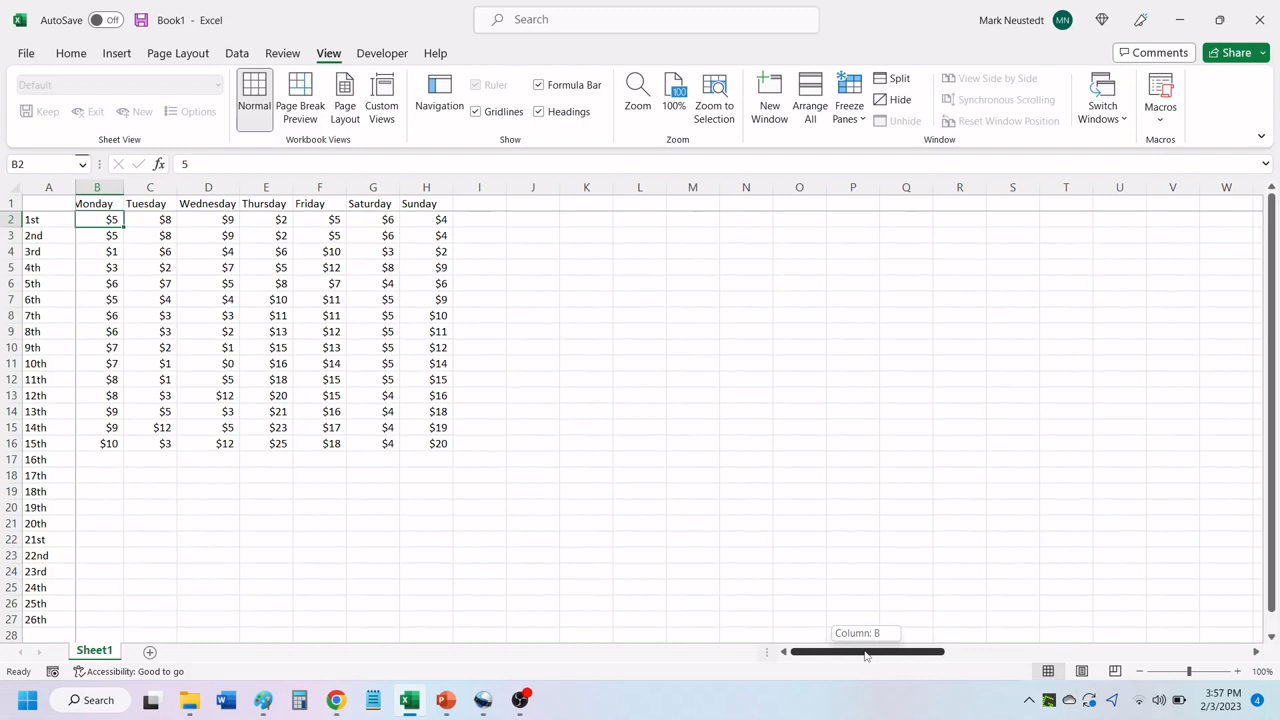 AutoSave Off Book1 - Excel Search Mark Neustedt MN
File Home Insert Page Layout Data Review View Developer Help Comments Share
Default
Keep Exit New Options
Sheet View
Normal Page Break Preview Page Layout Custom Views
Workbook Views
Navigation Ruler Formula Bar
Gridlines Headings
Show
Zoom 100 100% Zoom to Selection
Zoom
New Window Arrange All Freeze Panes Split
Hide
Unhide
View Side by Side
Synchronous Scrolling
Reset Window Position
Switch Windows
Window
Macros
Macros
B2 fx 5
A B C D E F G H I J K L M N O P Q R S T U V W
1 Monday Tuesday Wednesday Thursday Friday Saturday Sunday
2 1st $5 $8 $9 $2 $5 $6 $4
3 2nd $5 $8 $9 $2 $5 $6 $4
4 3rd $1 $6 $4 $6 $10 $3 $2
5 4th $3 $2 $7 $5 $12 $8 $9
6 5th $6 $7 $5 $8 $7 $4 $6
7 6th $5 $4 $4 $10 $11 $5 $9
8 7th $6 $3 $3 $11 $11 $5 $10
9 8th $6 $3 $2 $13 $12 $5 $11
10 9th $7 $2 $1 $15 $13 $5 $12
11 10th $7 $1 $0 $16 $14 $5 $14
12 11th $8 $1 $5 $18 $15 $5 $15
13 12th $8 $3 $12 $20 $15 $4 $16
14 13th $9 $5 $3 $21 $16 $4 $18
15 14th $9 $12 $5 $23 $17 $4 $19
16 15th $10 $3 $12 $25 $18 $4 $20
17 16th
18 17th
19 18th
20 19th
21 20th
22 21st
23 22nd
24 23rd
25 24th
26 25th
27 26th
28
Column: B
Sheet1
Ready Accessibility: Good to go 100%
Search
3:57 PM
2/3/2023
4